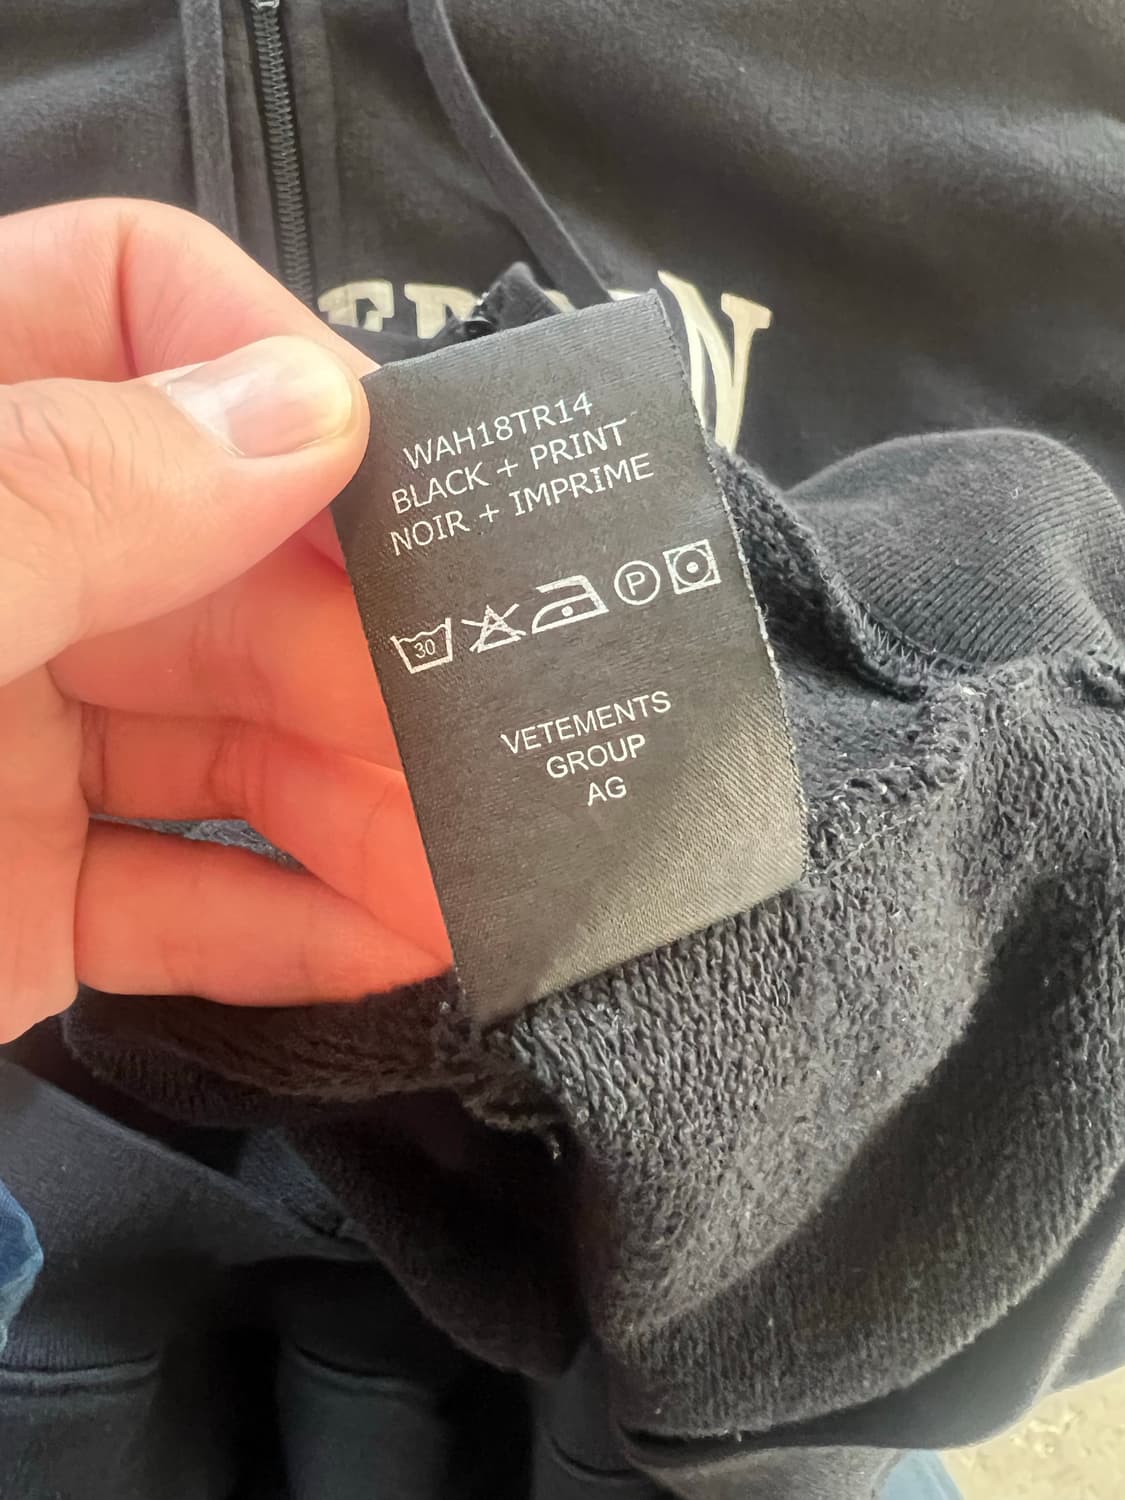 WAH18TR14
BLACK + PRINT
NOIR + IMPRIME
30
P
VETEMENTS
GROUP
AG